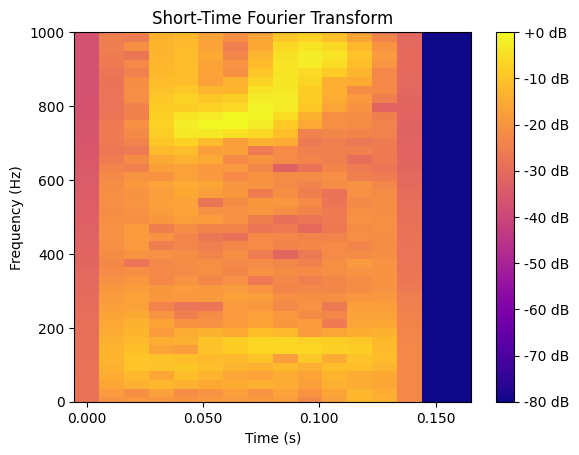 Short-Time Fourier Transform
1000
800
600
400
200
0
Frequency (Hz)
0.000
0.050
0.100
0.150
Time (s)
+0 dB
-10 dB
-20 dB
-30 dB
-40 dB
-50 dB
-60 dB
-70 dB
-80 dB